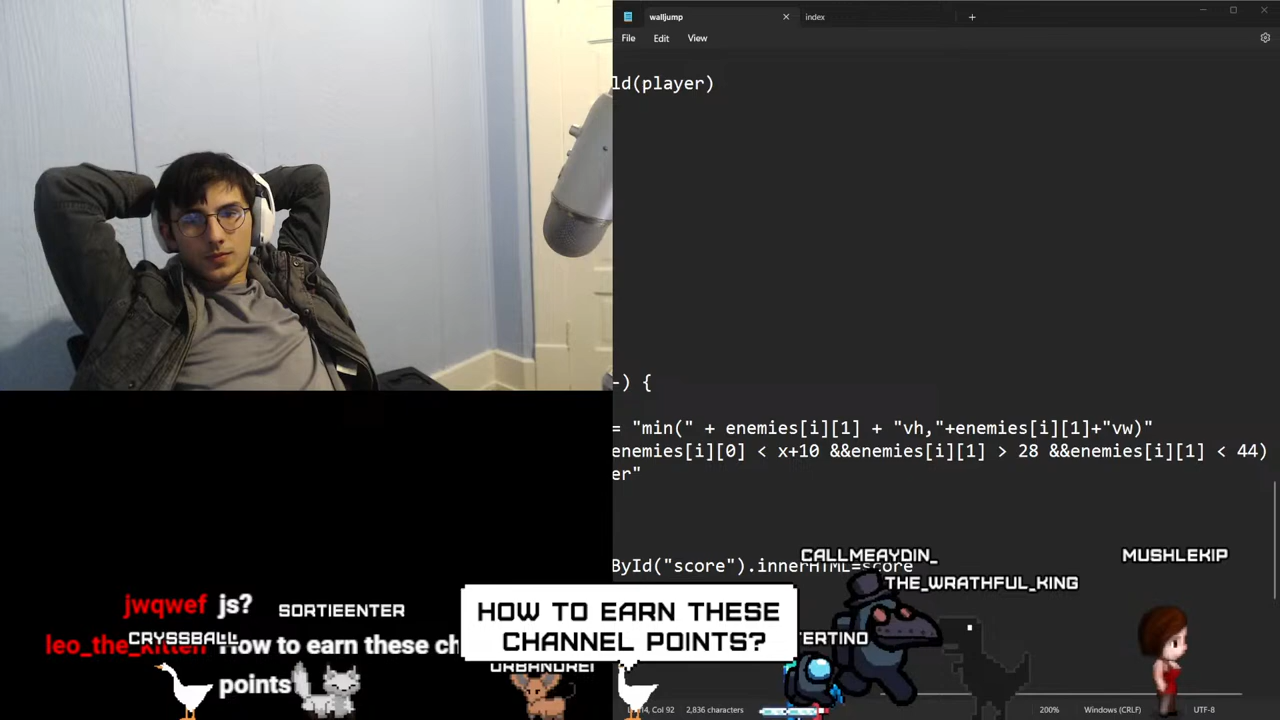 walljump
index
File Edit View
ld(player)
-) {
= "min(" + enemies[i][1] + "vh,"+enemies[i][1]+"vw)"
enemies[i][0] < x+10 &&enemies[i][1] > 28 &&enemies[i][1] < 44)
er"
ById("score").innerHTML=score
CALLMEAYDIN_
MUSHLEKIP
THE_WRATHFUL_KING
jwqwef js?
SORTIEENTER
HOW TO EARN THESE
CHANNEL POINTS?
CRYSSBALL
leo_the_kitten How to earn these ch
points
URBANDREI
VERTINO
Col 92
2,836 characters
200%
Windows (CRLF)
UTF-8